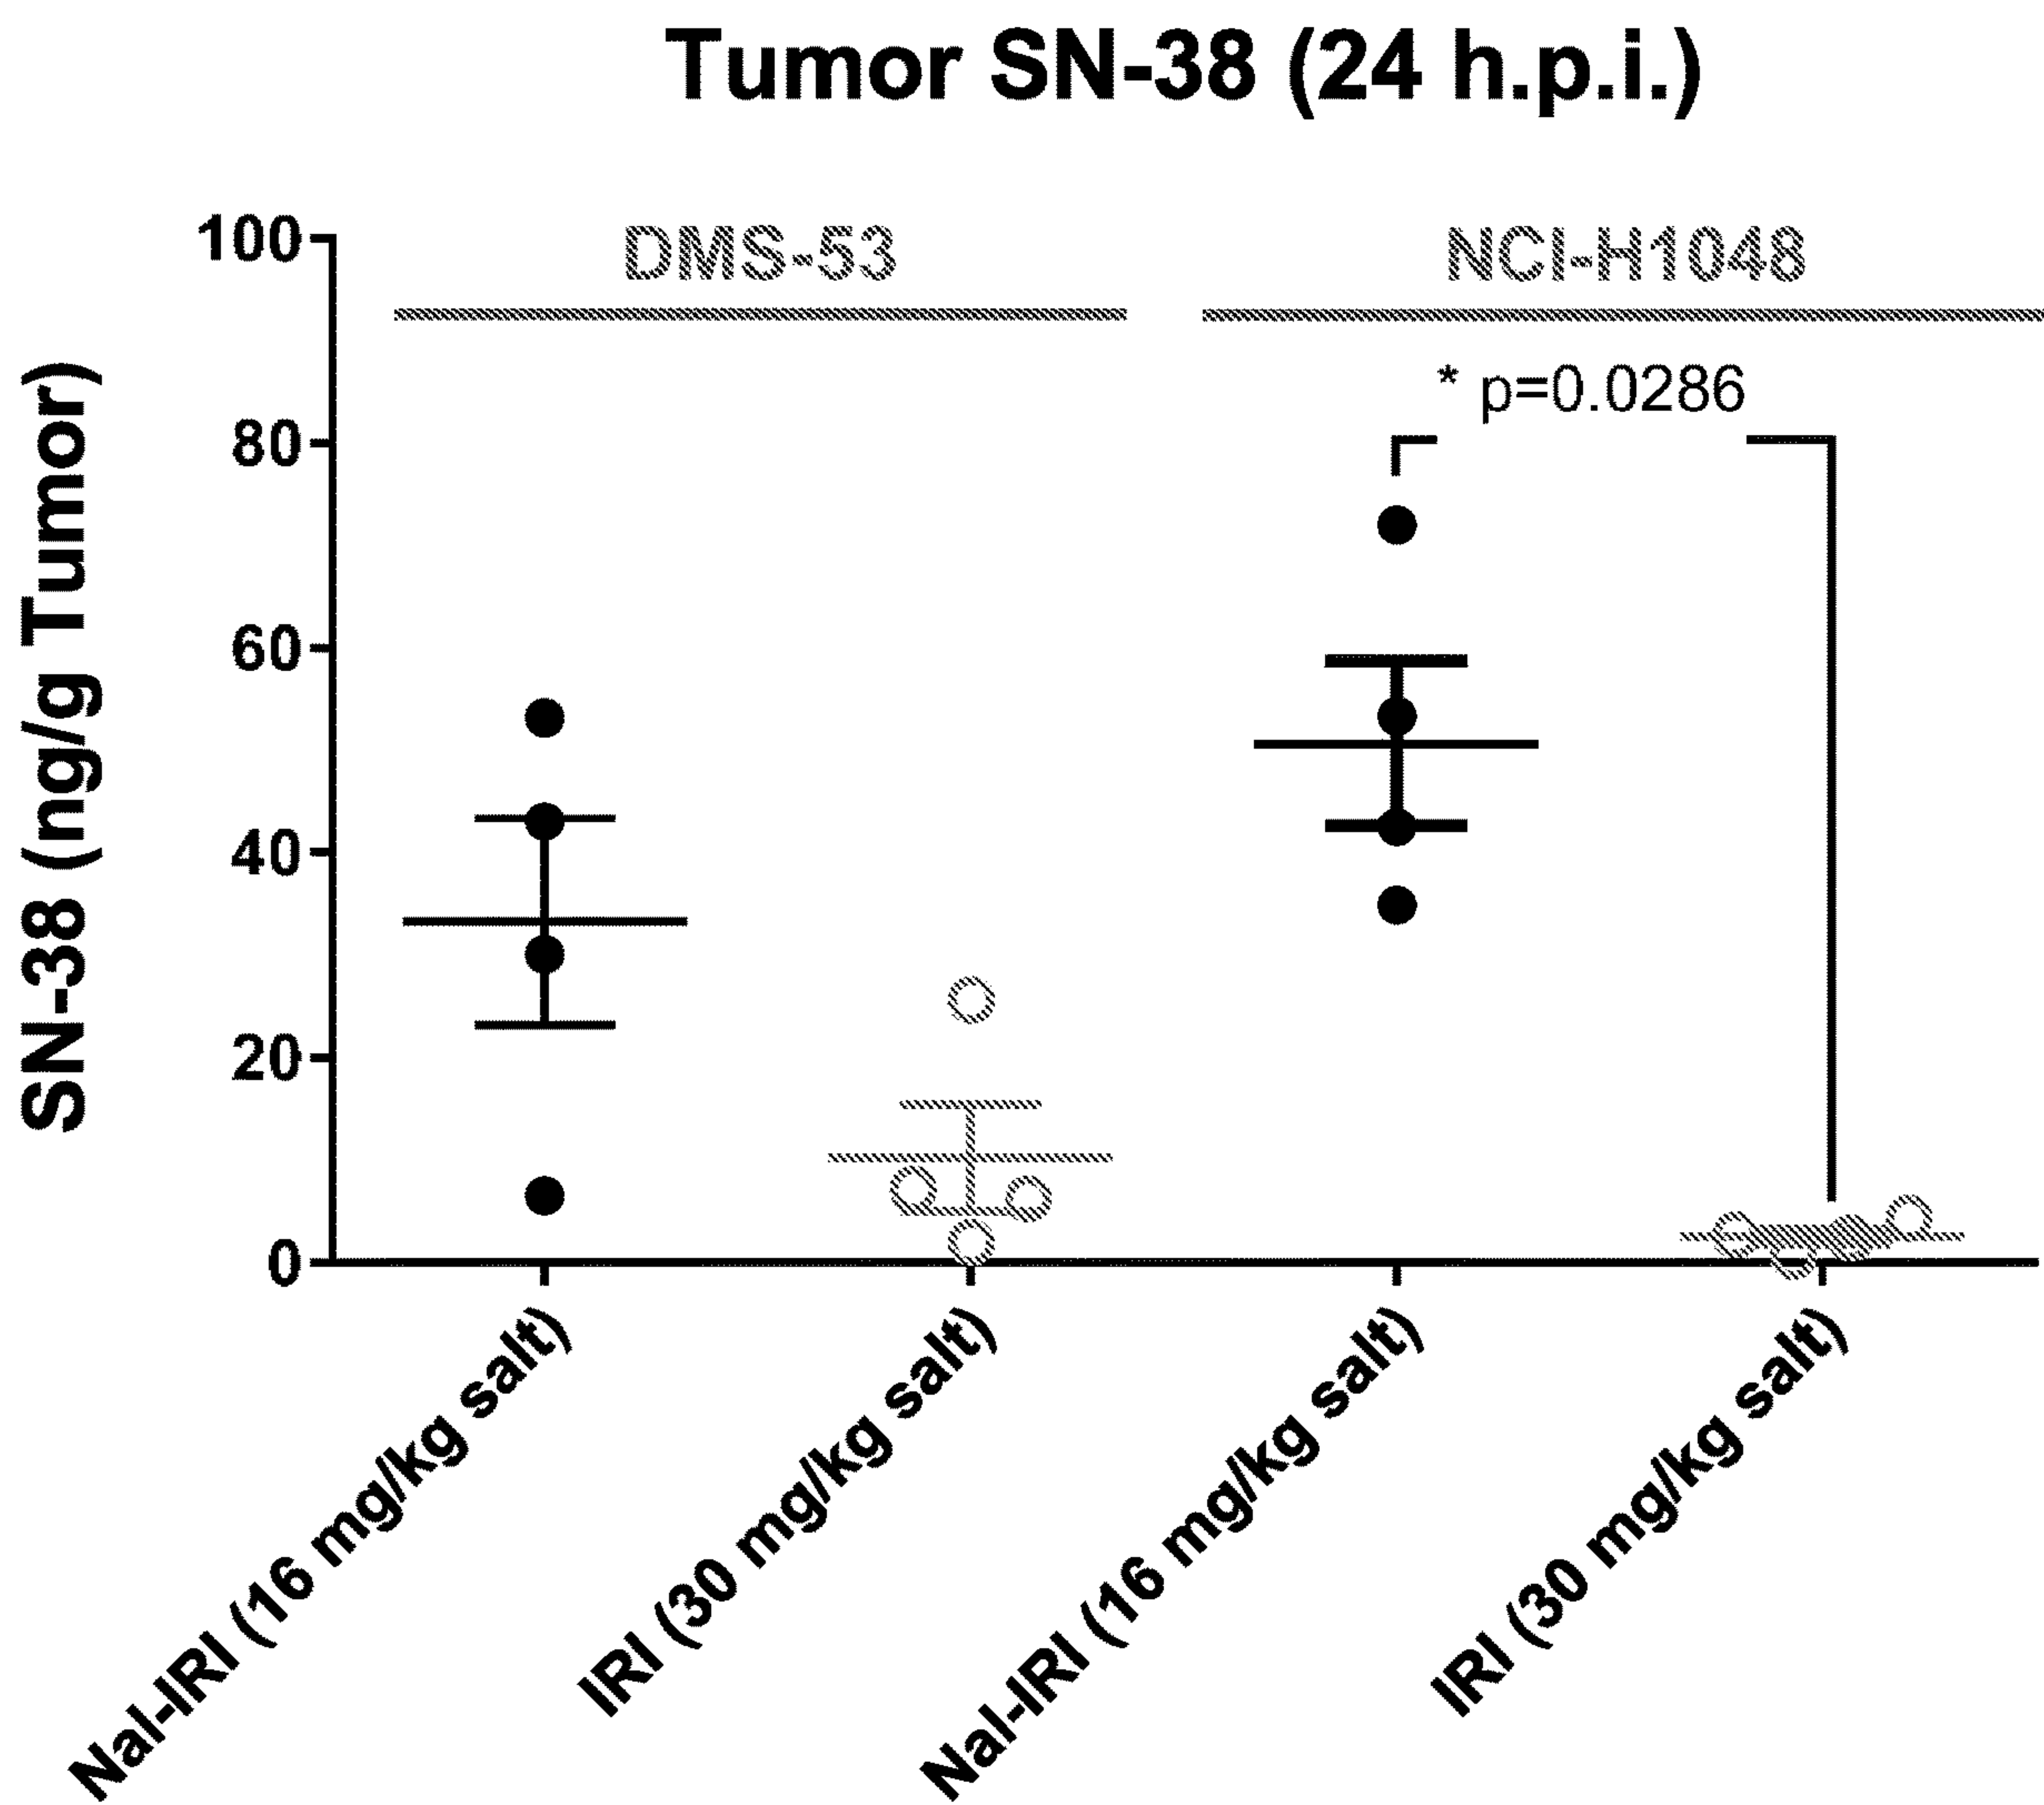 Tumor SN-38 (24 h.p.i.)
DMS-53
NCI-H1048
* p=0.0286
SN-38 (ng/g Tumor)
100
80
60
40
20
0
Nal-IRI (16 mg/kg salt)
IRI (30 mg/kg salt)
Nal-IRI (16 mg/kg salt)
IRI (30 mg/kg salt)